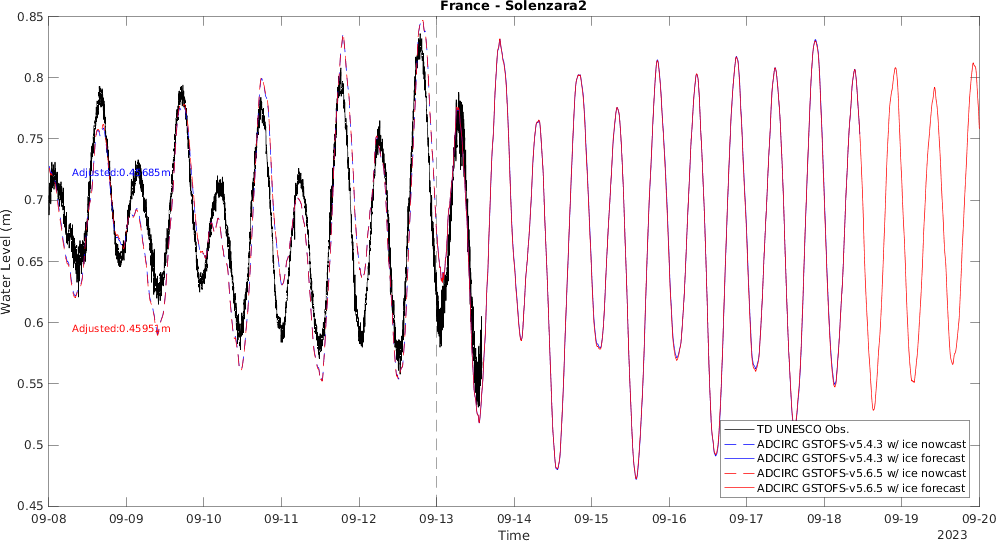 France - Solenzara2
0.85
0.8
0.75
0.7
0.65
0.6
0.55
0.5
0.45
Water Level (m)
Adjusted:0.45951m
TD UNESCO Obs.
ADCIRC GSTOFS-v5.4.3 w/ ice nowcast
ADCIRC GSTOFS-v5.4.3 w/ ice forecast
ADCIRC GSTOFS-v5.6.5 w/ ice nowcast
ADCIRC GSTOFS-v5.6.5 w/ ice forecast
09-08 09-09 09-10 09-11 09-12 09-13 09-14 09-15 09-16 09-17 09-18 09-19 09-20
Time
2023